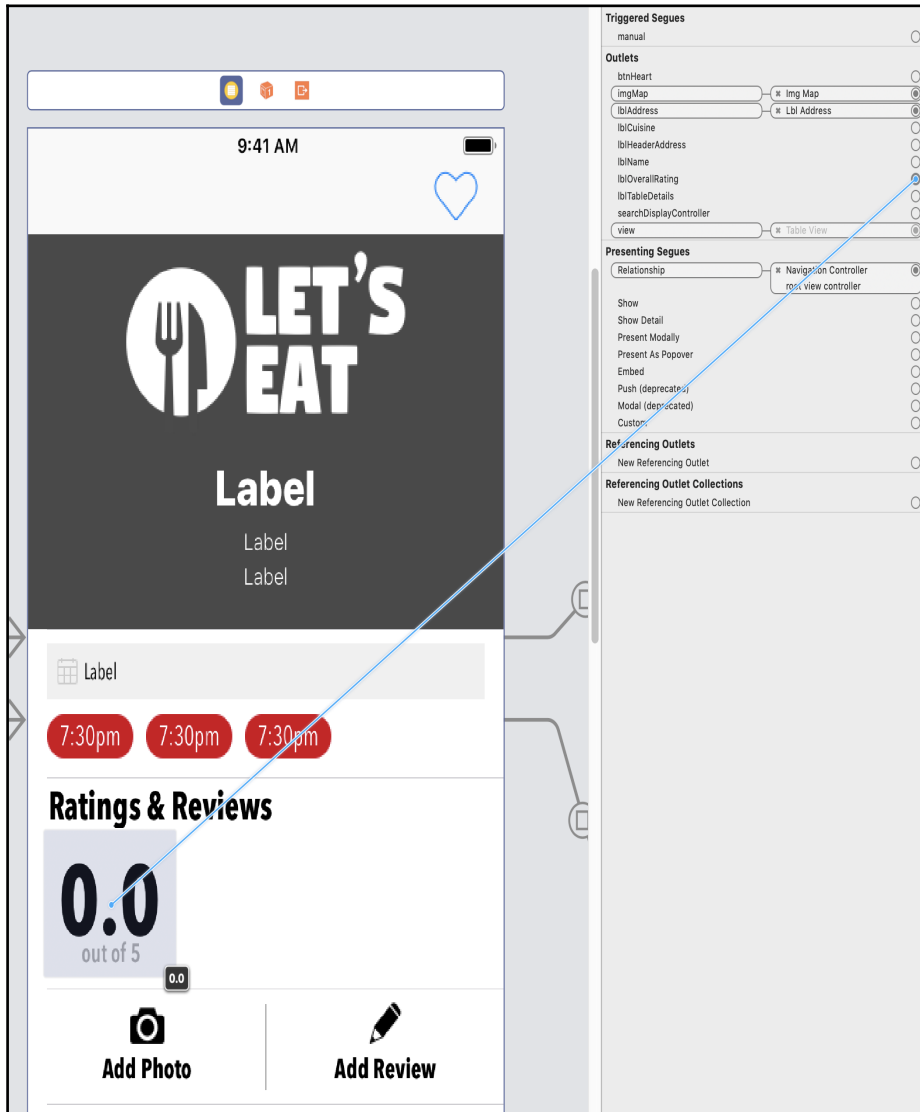 9:41 AM
LET'S
EAT
Label
Label
Label
Label
7:30pm 7:30pm 7:30pm
Ratings & Reviews
0.0
out of 5
0.0
Add Photo Add Review
Triggered Segues
manual
Outlets
btnHeart
imgMap Img Map
lblAddress Lbl Address
lblCuisine
lblHeaderAddress
lblName
lblOverallRating
lblTableDetails
searchDisplayController
view Table View
Presenting Segues
Relationship Navigation Controller
root view controller
Show
Show Detail
Present Modally
Present As Popover
Embed
Push (deprecated)
Modal (deprecated)
Custom
Referencing Outlets
New Referencing Outlet
Referencing Outlet Collections
New Referencing Outlet Collection